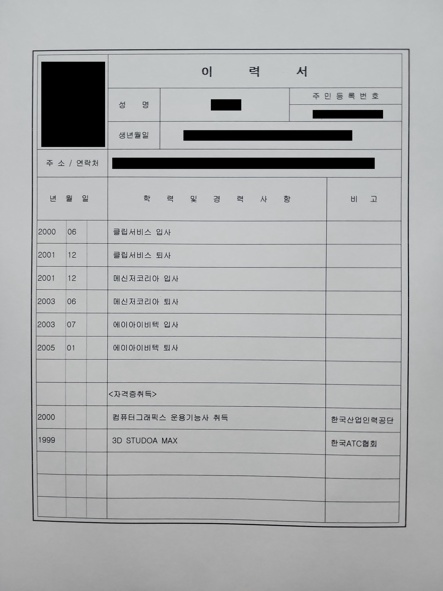 이 력 서
성 명
주 민 등 록 번 호
생년월일
주 소 / 연락처
년 월 일 학 력 및 경 력 사 항 비 고
2000 06 클립서비스 입사
2001 12 클립서비스 퇴사
2001 12 메신저코리아 입사
2003 06 메신저코리아 퇴사
2003 07 에이아이비텍 입사
2005 01 에이아이비텍 퇴사
<자격증취득>
2000 컴퓨터그래픽스 운용기능사 취득 한국산업인력공단
1999 3D STUDOA MAX 한국ATC협회